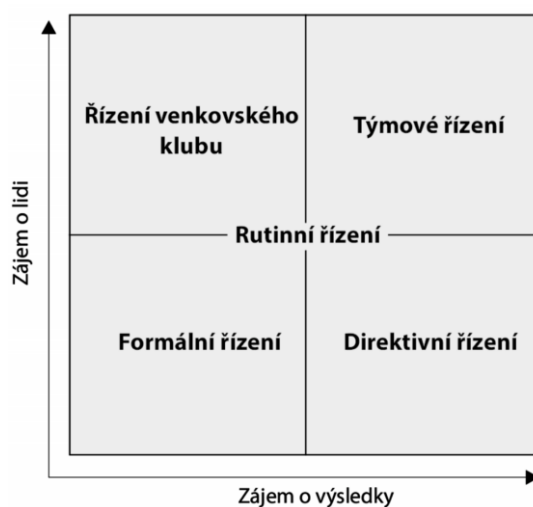 Řízení venkovského
klubu
Týmové řízení
Zájem o lidi
Rutinní řízení
Formální řízení
Direktivní řízení
Zájem o výsledky